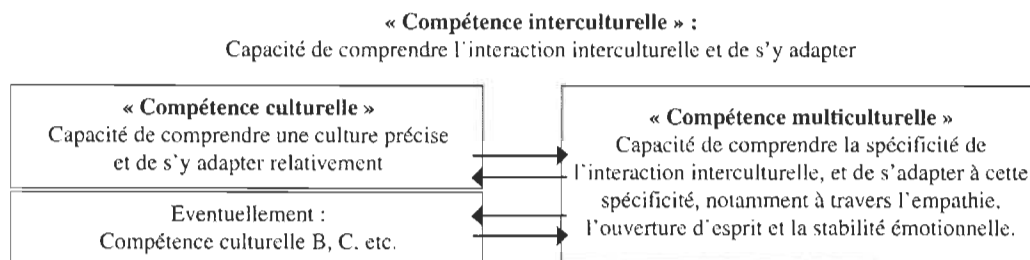 « Compétence interculturelle » :
Capacité de comprendre l'interaction interculturelle et de s'y adapter
« Compétence culturelle »
Capacité de comprendre une culture précise
et de s'y adapter relativement
Eventuellement :
Compétence culturelle B, C. etc.
« Compétence multiculturelle »
Capacité de comprendre la spécificité de
l'interaction interculturelle, et de s'adapter à cette
spécificité, notamment à travers l'empathie,
l'ouverture d'esprit et la stabilité émotionnelle.